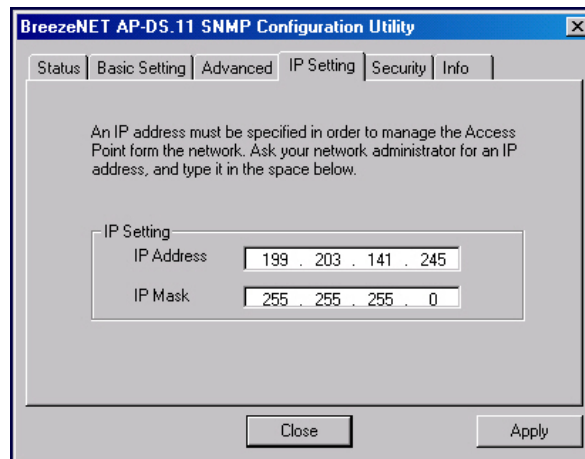 BreezeNET AP-DS.11 SNMP Configuration Utility
Status Basic Setting Advanced IP Setting Security Info
An IP address must be specified in order to manage the Access
Point form the network. Ask your network administrator for an IP
address, and type it in the space below.
IP Setting
IP Address 199 . 203 . 141 . 245
IP Mask 255 . 255 . 255 . 0
Close Apply